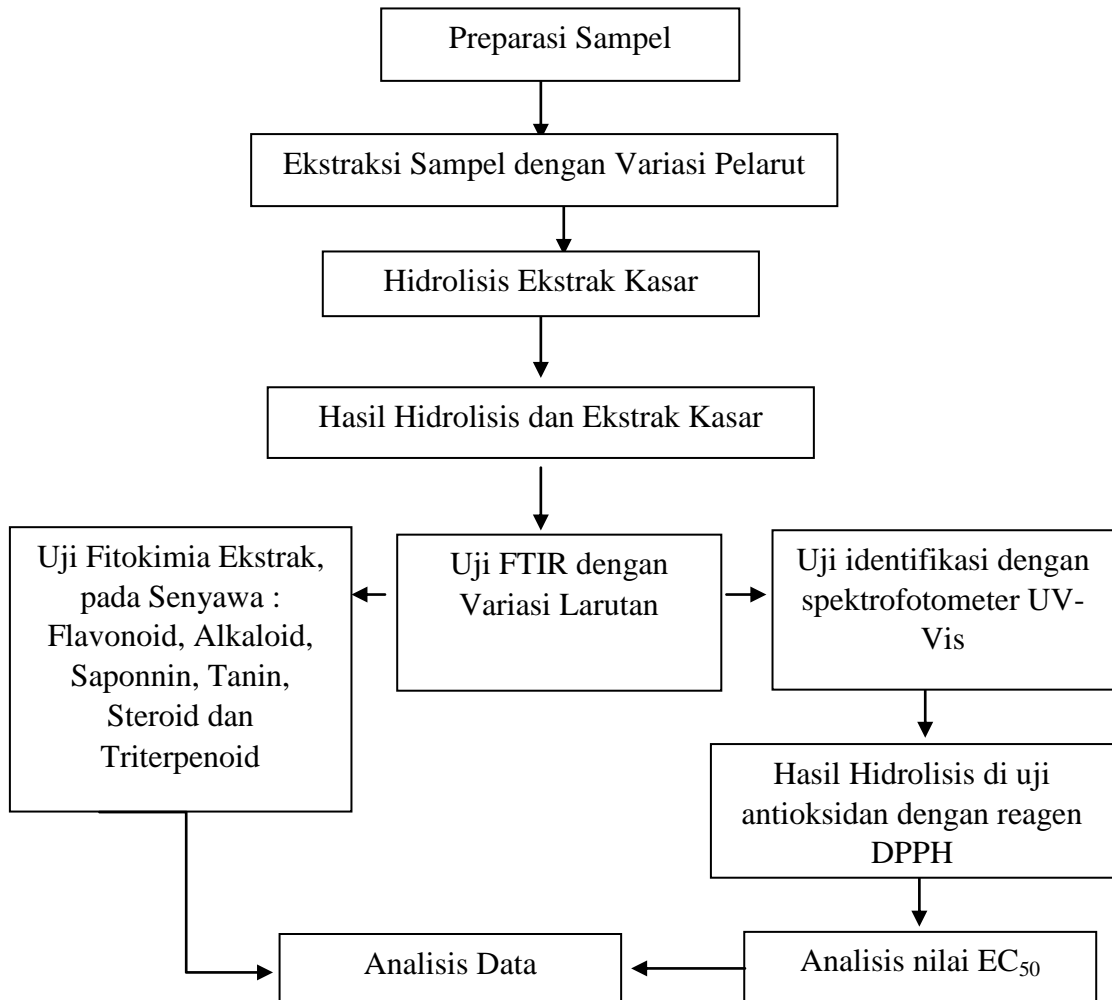 Preparasi Sampel
Ekstraksi Sampel dengan Variasi Pelarut
Hidrolisis Ekstrak Kasar
Hasil Hidrolisis dan Ekstrak Kasar
Uji Fitokimia Ekstrak,
pada Senyawa :
Flavonoid, Alkaloid,
Saponnin, Tanin,
Steroid dan
Triterpenoid
Uji FTIR dengan
Variasi Larutan
Uji identifikasi dengan
spektrofotometer UV-
Vis
Hasil Hidrolisis di uji
antioksidan dengan reagen
DPPH
Analisis nilai EC₅₀
Analisis Data